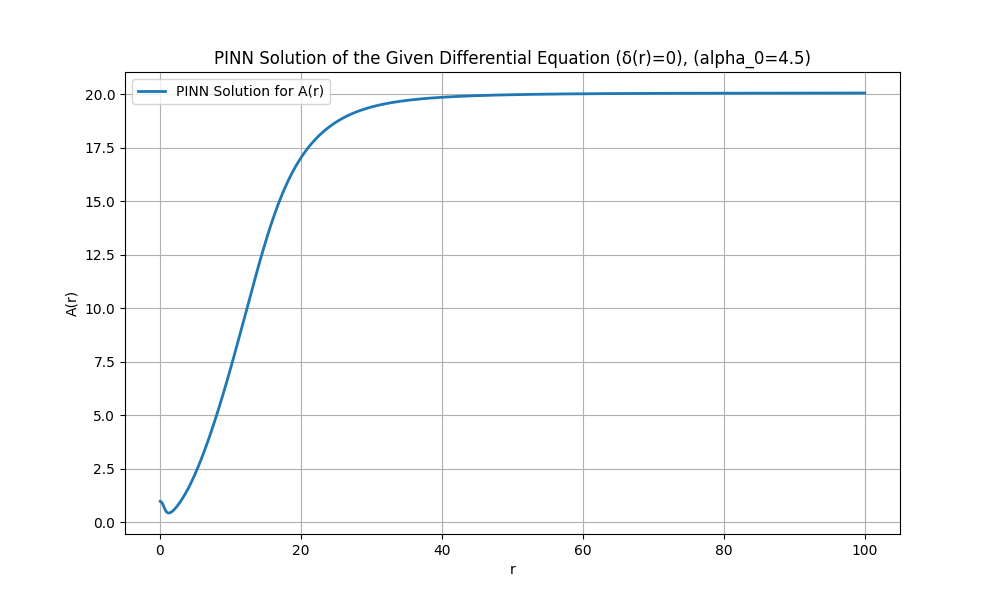 PINN Solution of the Given Differential Equation (δ(r)=0), (alpha_0=4.5)
PINN Solution for A(r)
20.0
17.5
15.0
12.5
10.0
7.5
5.0
2.5
0.0
A(r)
0 20 40 60 80 100
r